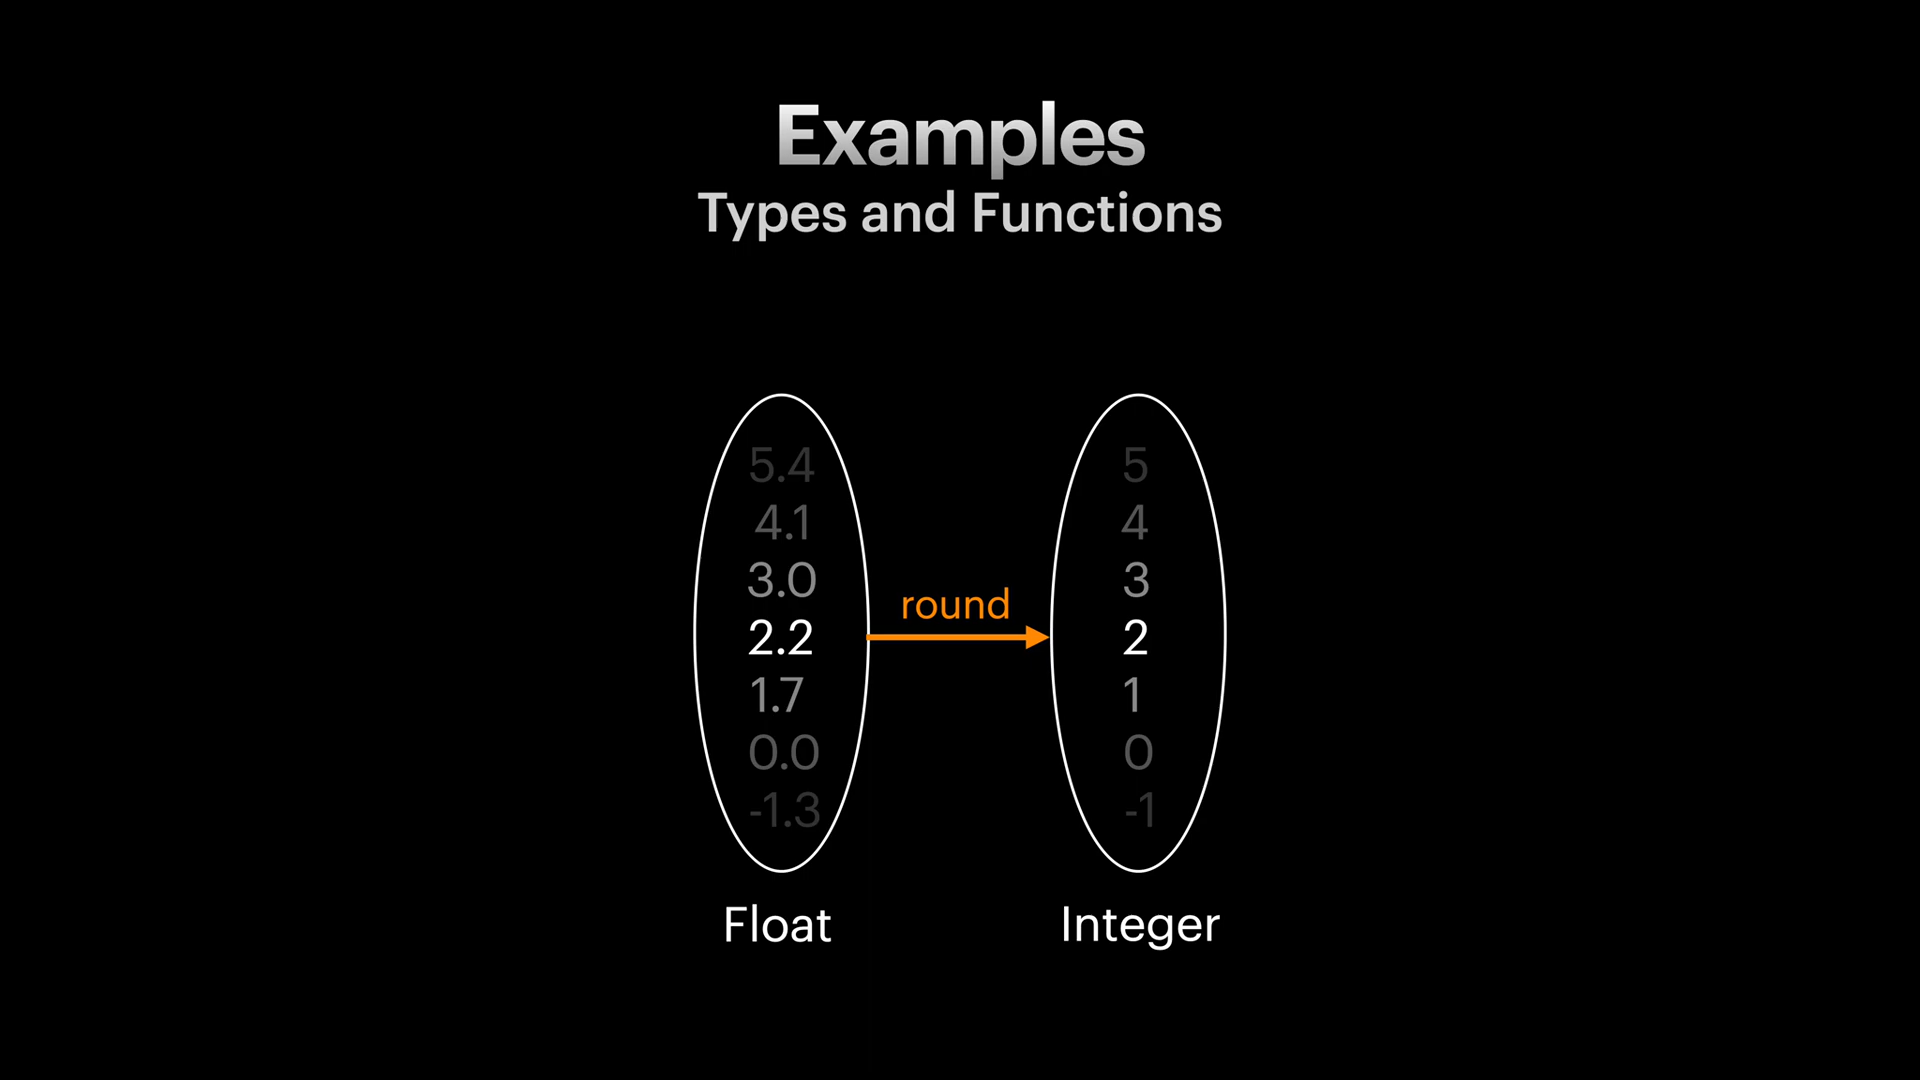 Examples
Types and Functions
5.4
4.1
3.0
2.2
1.7
0.0
-1.3
round
5
4
3
2
1
0
-1
Float
Integer